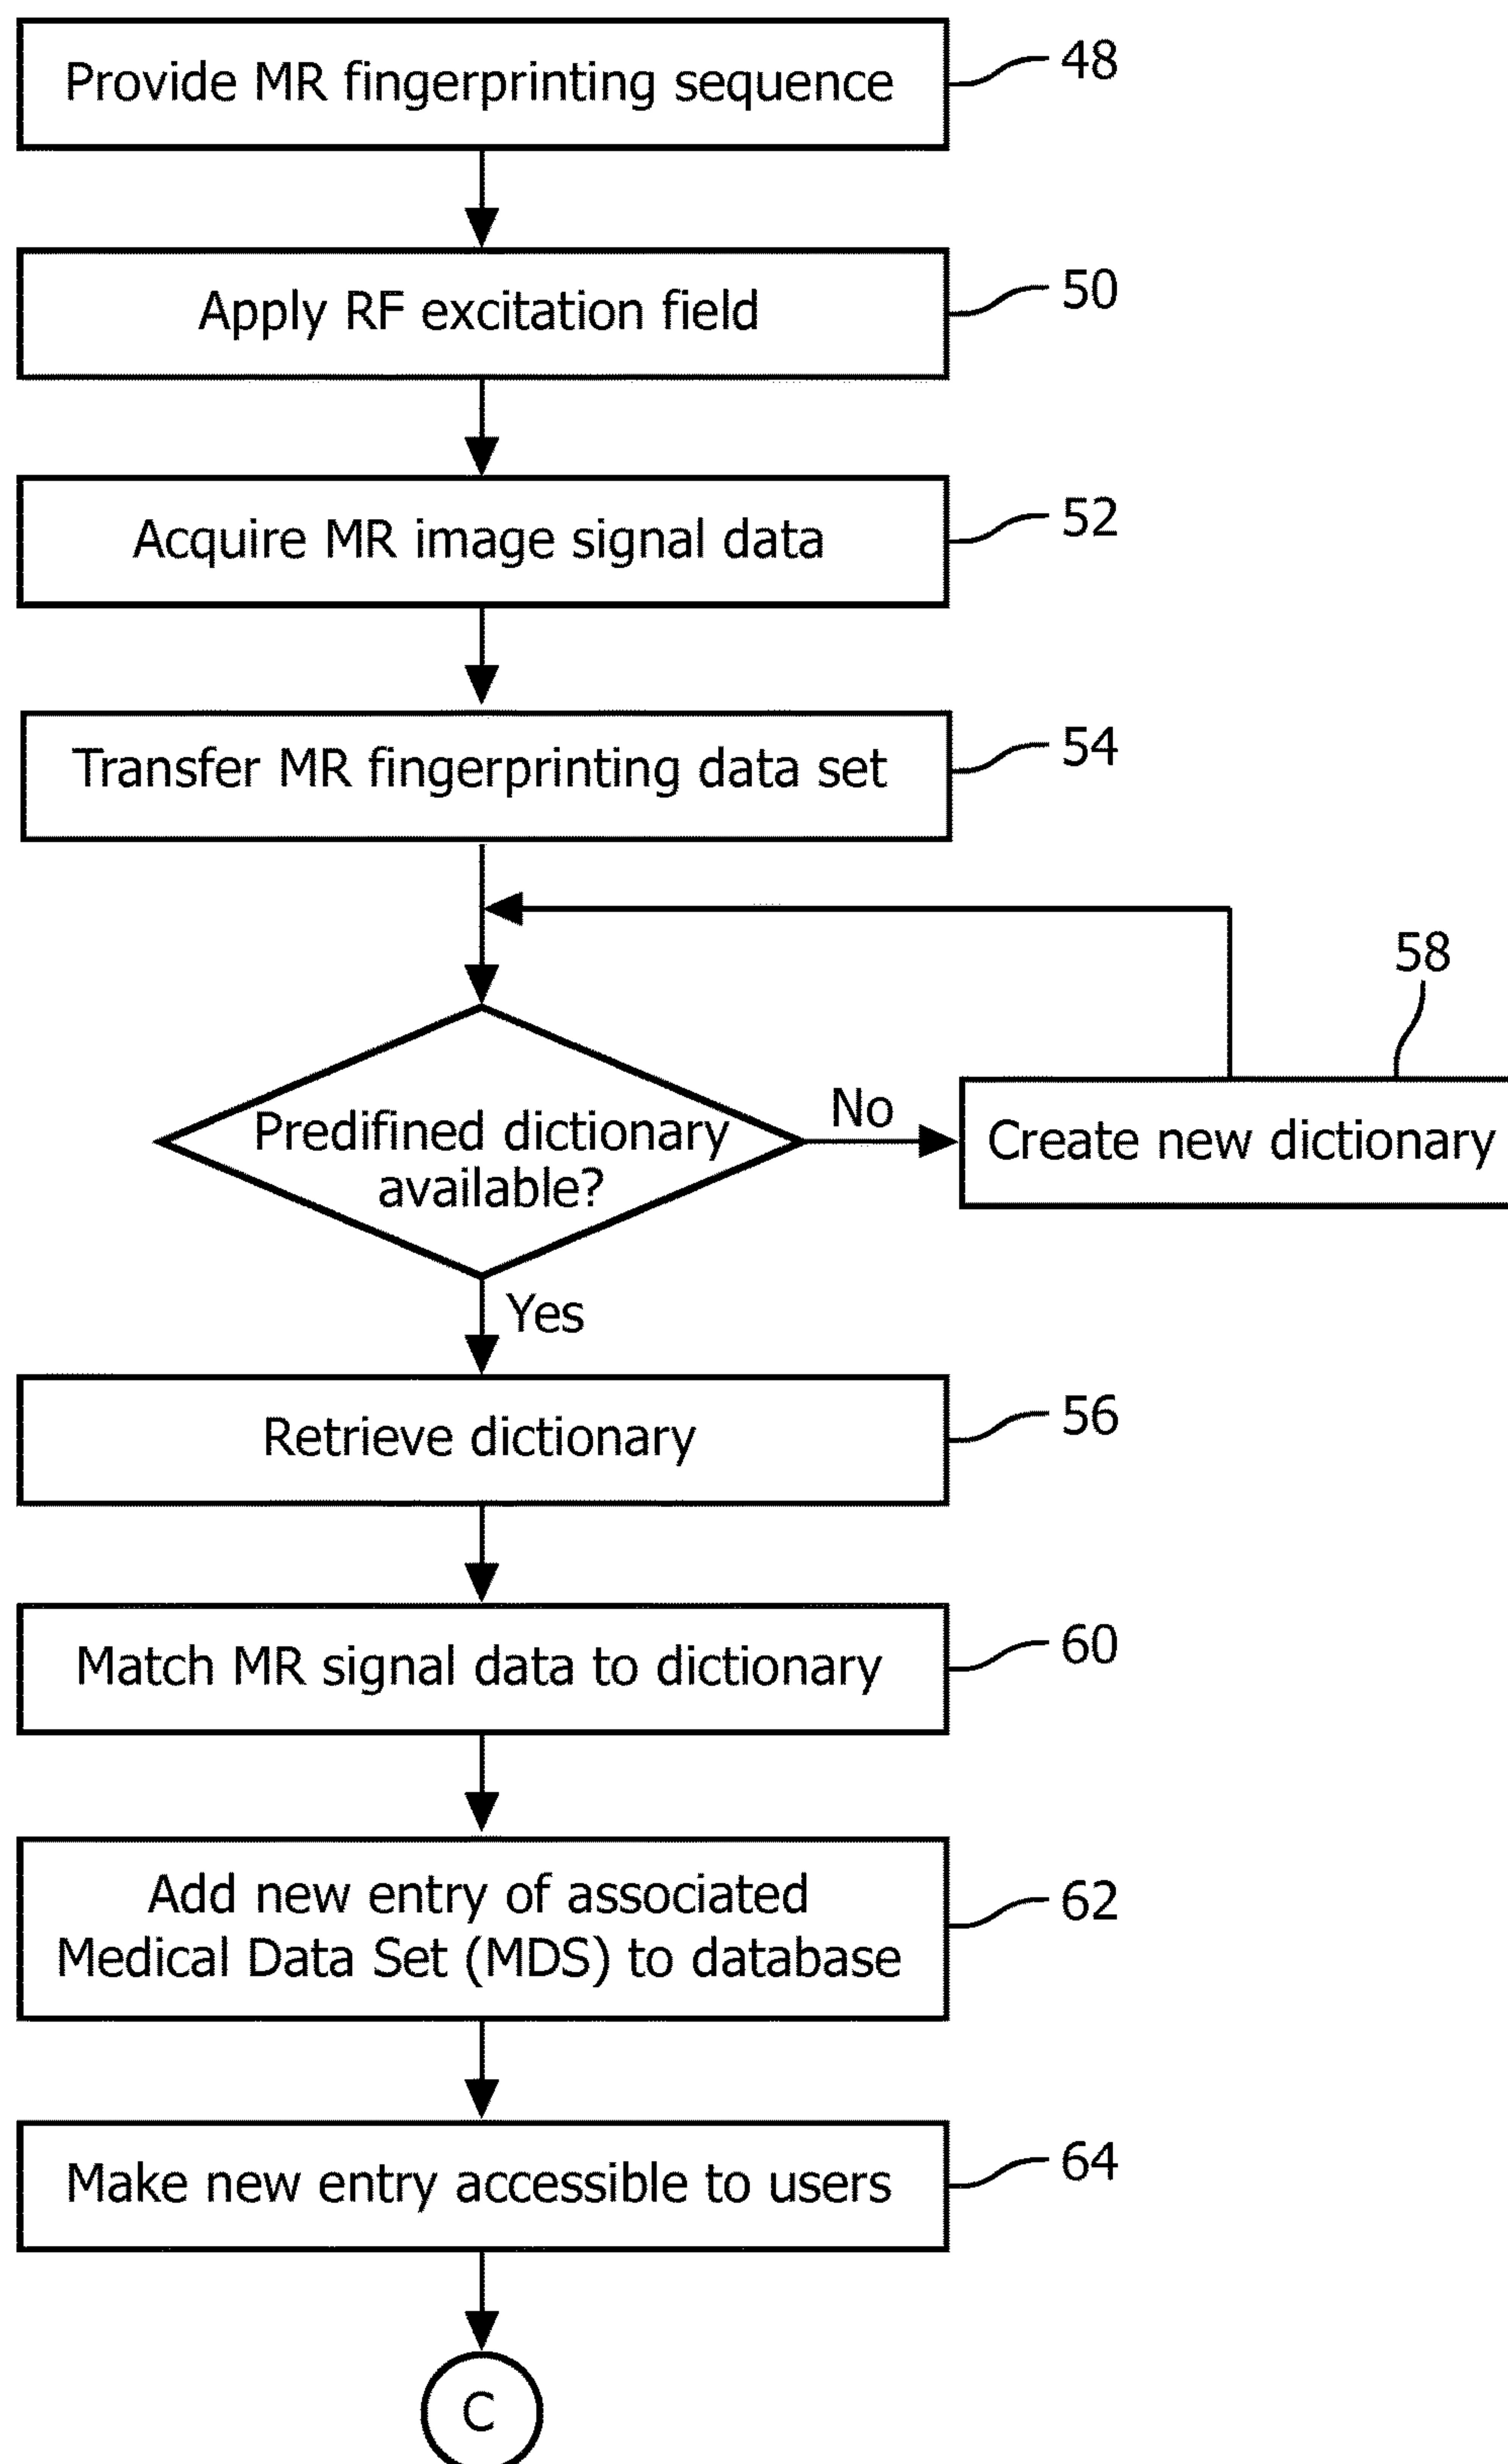 Provide MR fingerprinting sequence
48
Apply RF excitation field
50
Acquire MR image signal data
52
Transfer MR fingerprinting data set
54
58
Predifined dictionary
available?
No
Create new dictionary
Yes
Retrieve dictionary
56
Match MR signal data to dictionary
60
Add new entry of associated
Medical Data Set (MDS) to database
62
Make new entry accessible to users
64
C